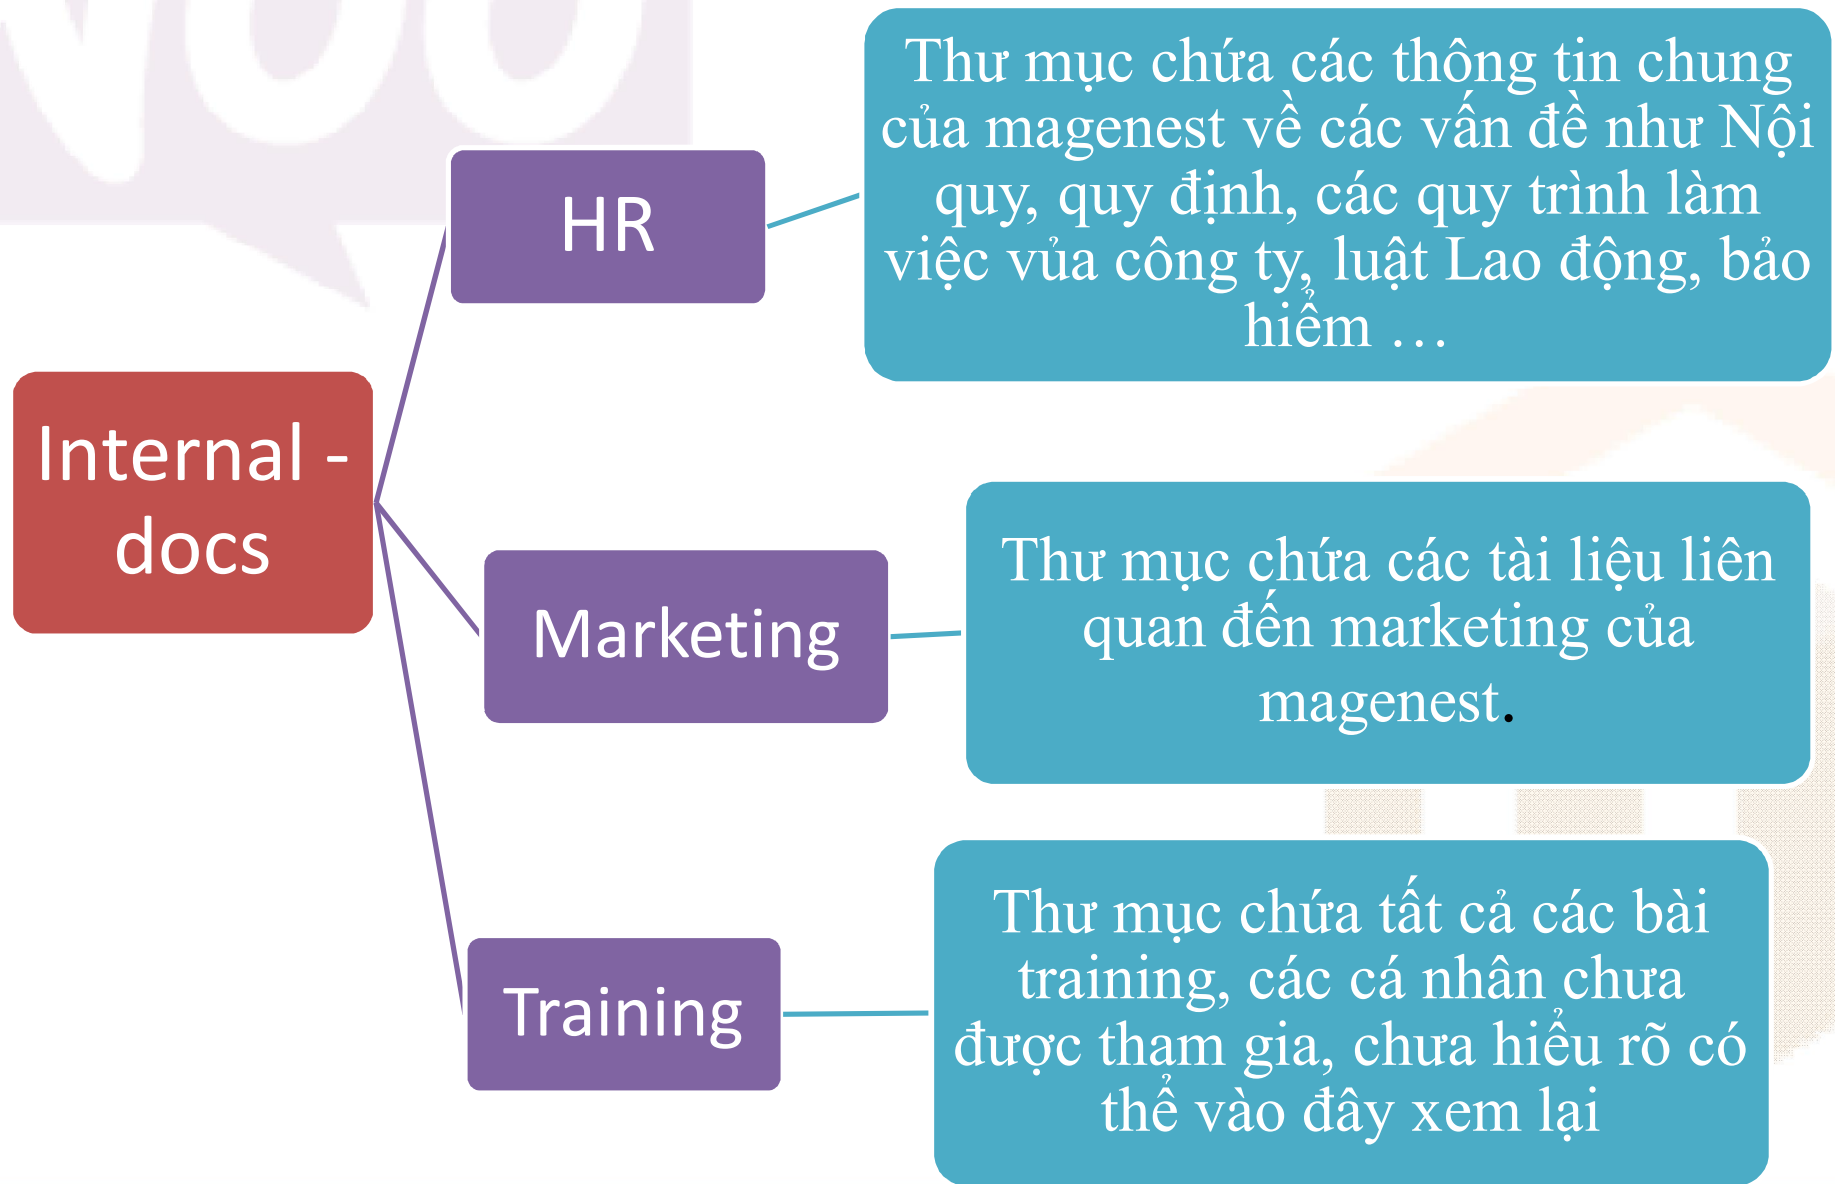 HR
Thư mục chứa các thông tin chung
của magenest về các vấn đề như Nội
quy, quy định, các quy trình làm
việc vủa công ty, luật Lao động, bảo
hiểm …
Internal -
docs
Marketing
Thư mục chứa các tài liệu liên
quan đến marketing của
magenest.
Training
Thư mục chứa tất cả các bài
training, các cá nhân chưa
được tham gia, chưa hiểu rõ có
thể vào đây xem lại